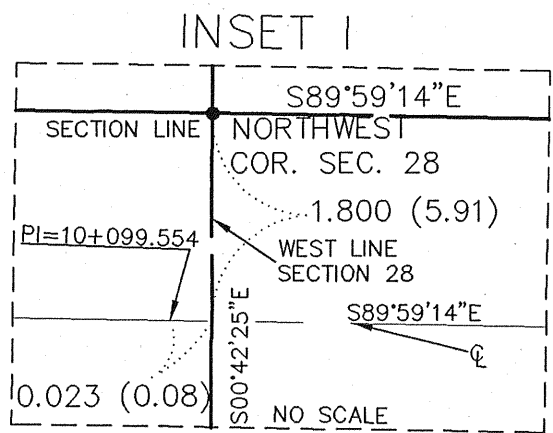 INSET I
S89°59'14"E
SECTION LINE
NORTHWEST
COR. SEC. 28
1.800 (5.91)
PI=10+099.554
WEST LINE
SECTION 28
S00°42'25"E
S89°59'14"E
℄
0.023 (0.08)
NO SCALE